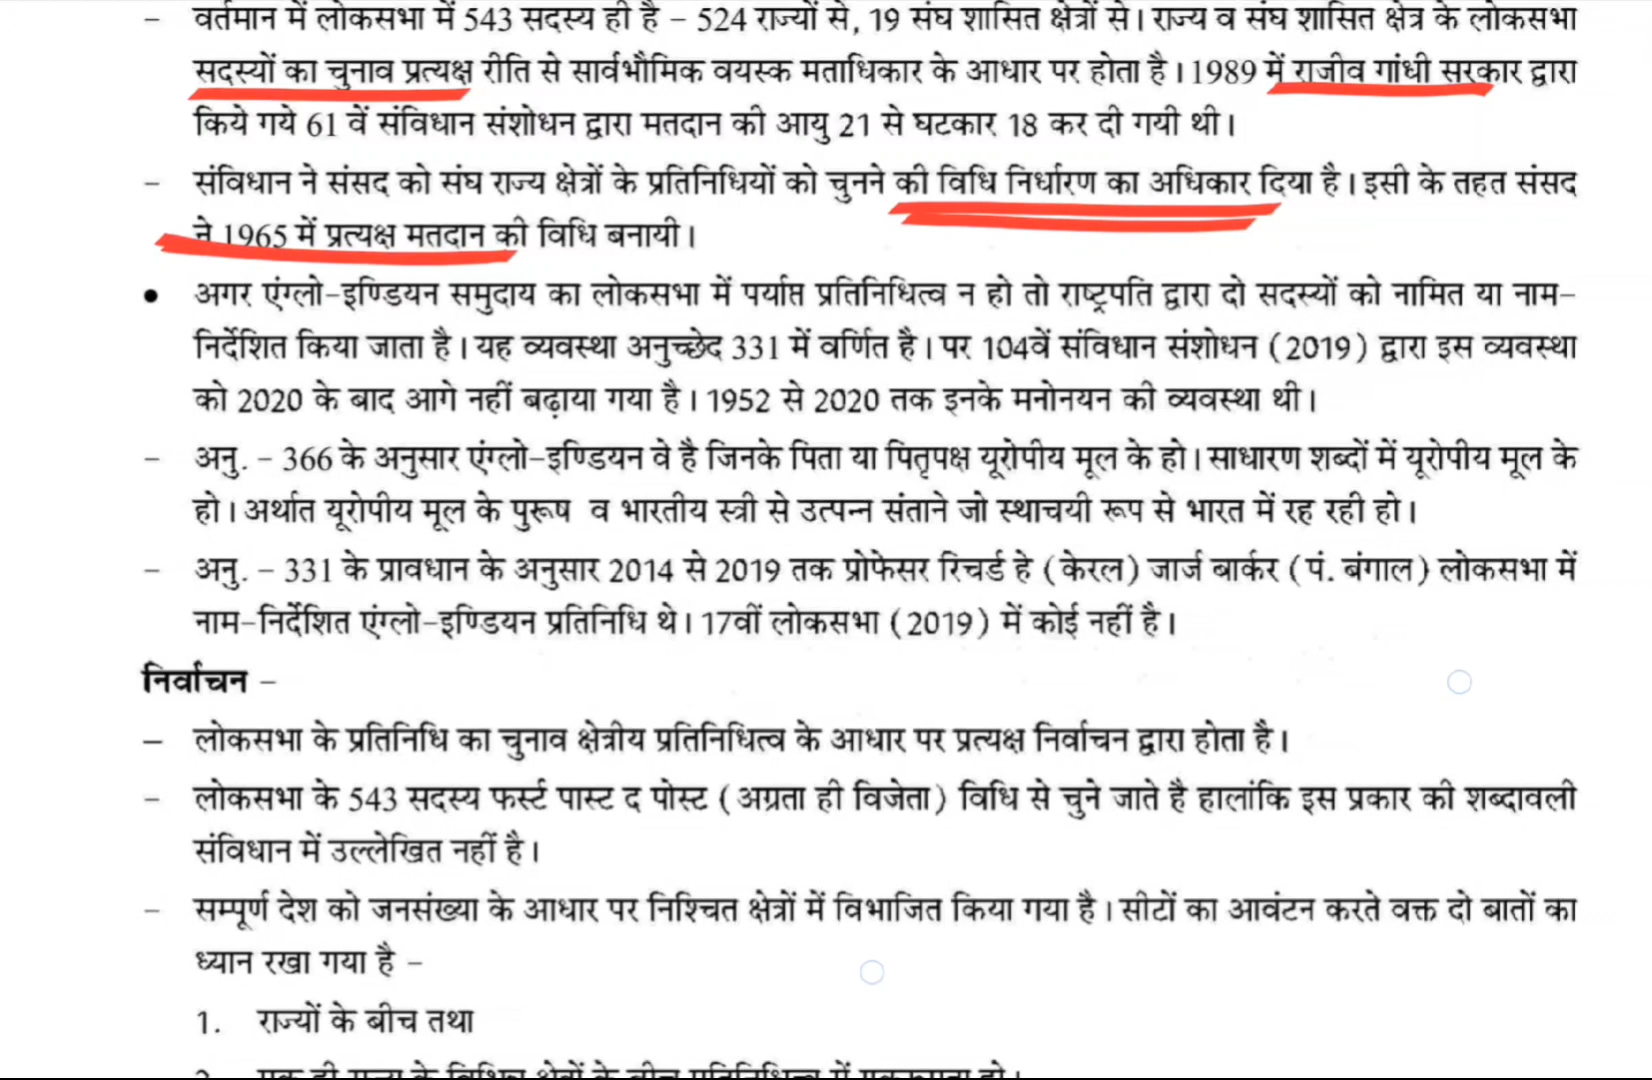 – वर्तमान में लोकसभा में 543 सदस्य ही है – 524 राज्यों से, 19 संघ शासित क्षेत्रों से। राज्य व संघ शासित क्षेत्र के लोकसभा
सदस्यों का चुनाव प्रत्यक्ष रीति से सार्वभौमिक वयस्क मताधिकार के आधार पर होता है। 1989 में राजीव गांधी सरकार द्वारा
किये गये 61 वें संविधान संशोधन द्वारा मतदान की आयु 21 से घटकार 18 कर दी गयी थी।
– संविधान ने संसद को संघ राज्य क्षेत्रों के प्रतिनिधियों को चुनने की विधि निर्धारण का अधिकार दिया है। इसी के तहत संसद
ने 1965 में प्रत्यक्ष मतदान की विधि बनायी।
• अगर एंग्लो-इण्डियन समुदाय का लोकसभा में पर्याप्त प्रतिनिधित्व न हो तो राष्ट्रपति द्वारा दो सदस्यों को नामित या नाम-
निर्देशित किया जाता है। यह व्यवस्था अनुच्छेद 331 में वर्णित है। पर 104वें संविधान संशोधन (2019) द्वारा इस व्यवस्था
को 2020 के बाद आगे नहीं बढ़ाया गया है। 1952 से 2020 तक इनके मनोनयन की व्यवस्था थी।
– अनु. – 366 के अनुसार एंग्लो-इण्डियन वे है जिनके पिता या पितृपक्ष यूरोपीय मूल के हो। साधारण शब्दों में यूरोपीय मूल के
हो। अर्थात यूरोपीय मूल के पुरूष व भारतीय स्त्री से उत्पन्न संताने जो स्थाचयी रूप से भारत में रह रही हो।
– अनु. – 331 के प्रावधान के अनुसार 2014 से 2019 तक प्रोफेसर रिचर्ड हे (केरल) जार्ज बार्कर (पं. बंगाल) लोकसभा में
नाम-निर्देशित एंग्लो-इण्डियन प्रतिनिधि थे। 17वीं लोकसभा (2019) में कोई नहीं है।
निर्वाचन –
– लोकसभा के प्रतिनिधि का चुनाव क्षेत्रीय प्रतिनिधित्व के आधार पर प्रत्यक्ष निर्वाचन द्वारा होता है।
– लोकसभा के 543 सदस्य फर्स्ट पास्ट द पोस्ट (अग्रता ही विजेता) विधि से चुने जाते है हालांकि इस प्रकार की शब्दावली
संविधान में उल्लेखित नहीं है।
– सम्पूर्ण देश को जनसंख्या के आधार पर निश्चित क्षेत्रों में विभाजित किया गया है। सीटों का आवंटन करते वक्त दो बातों का
ध्यान रखा गया है –
1. राज्यों के बीच तथा